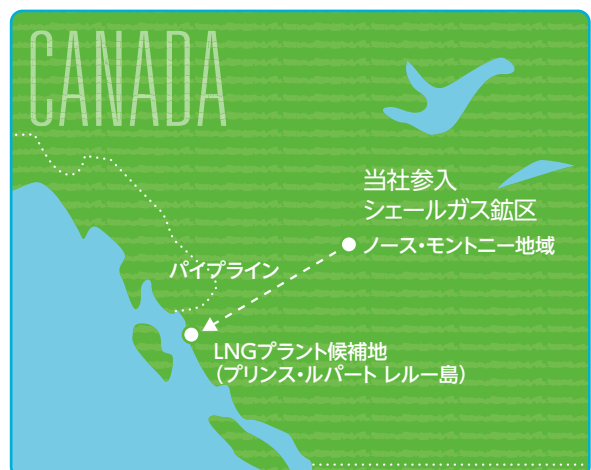 CANADA
当社参入
シェールガス鉱区
ノース・モントニー地域
パイプライン
LNGプラント候補地
（プリンス・ルパート レルー島）